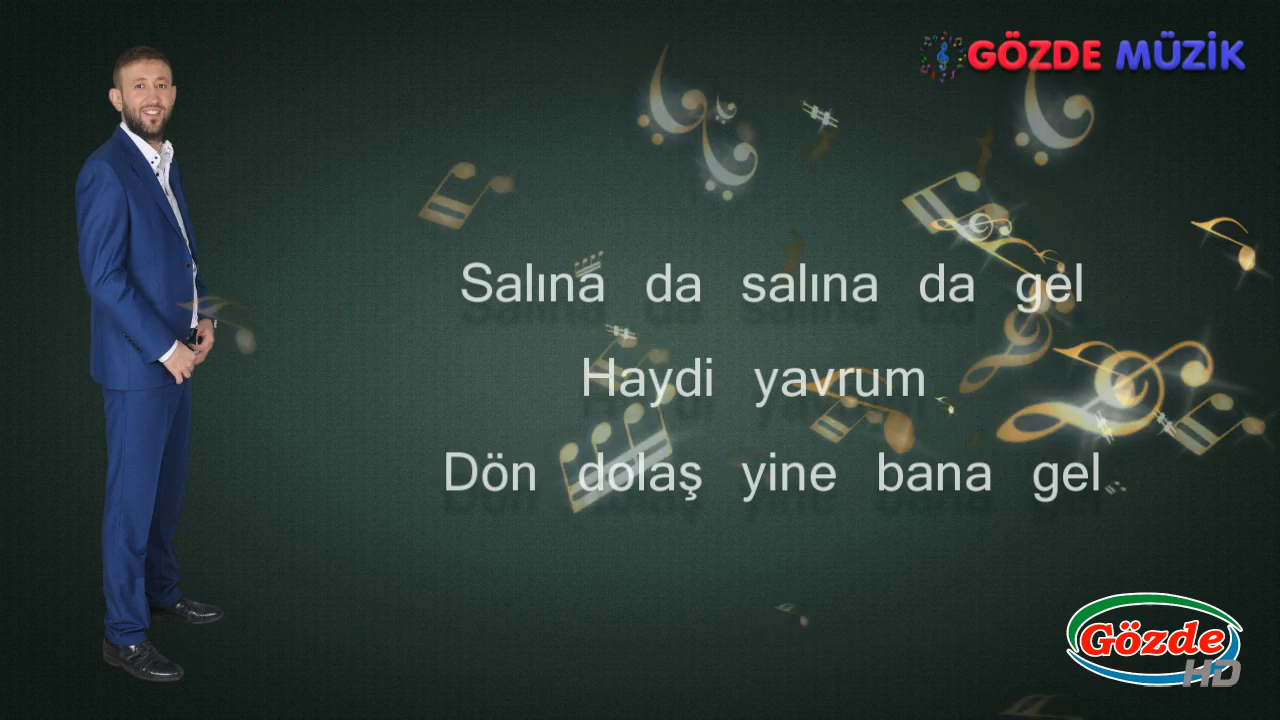 GÖZDE MÜZİK
Salına da salına da gel
Haydi yavrum
Dön dolaş yine bana gel
Gözde
HD